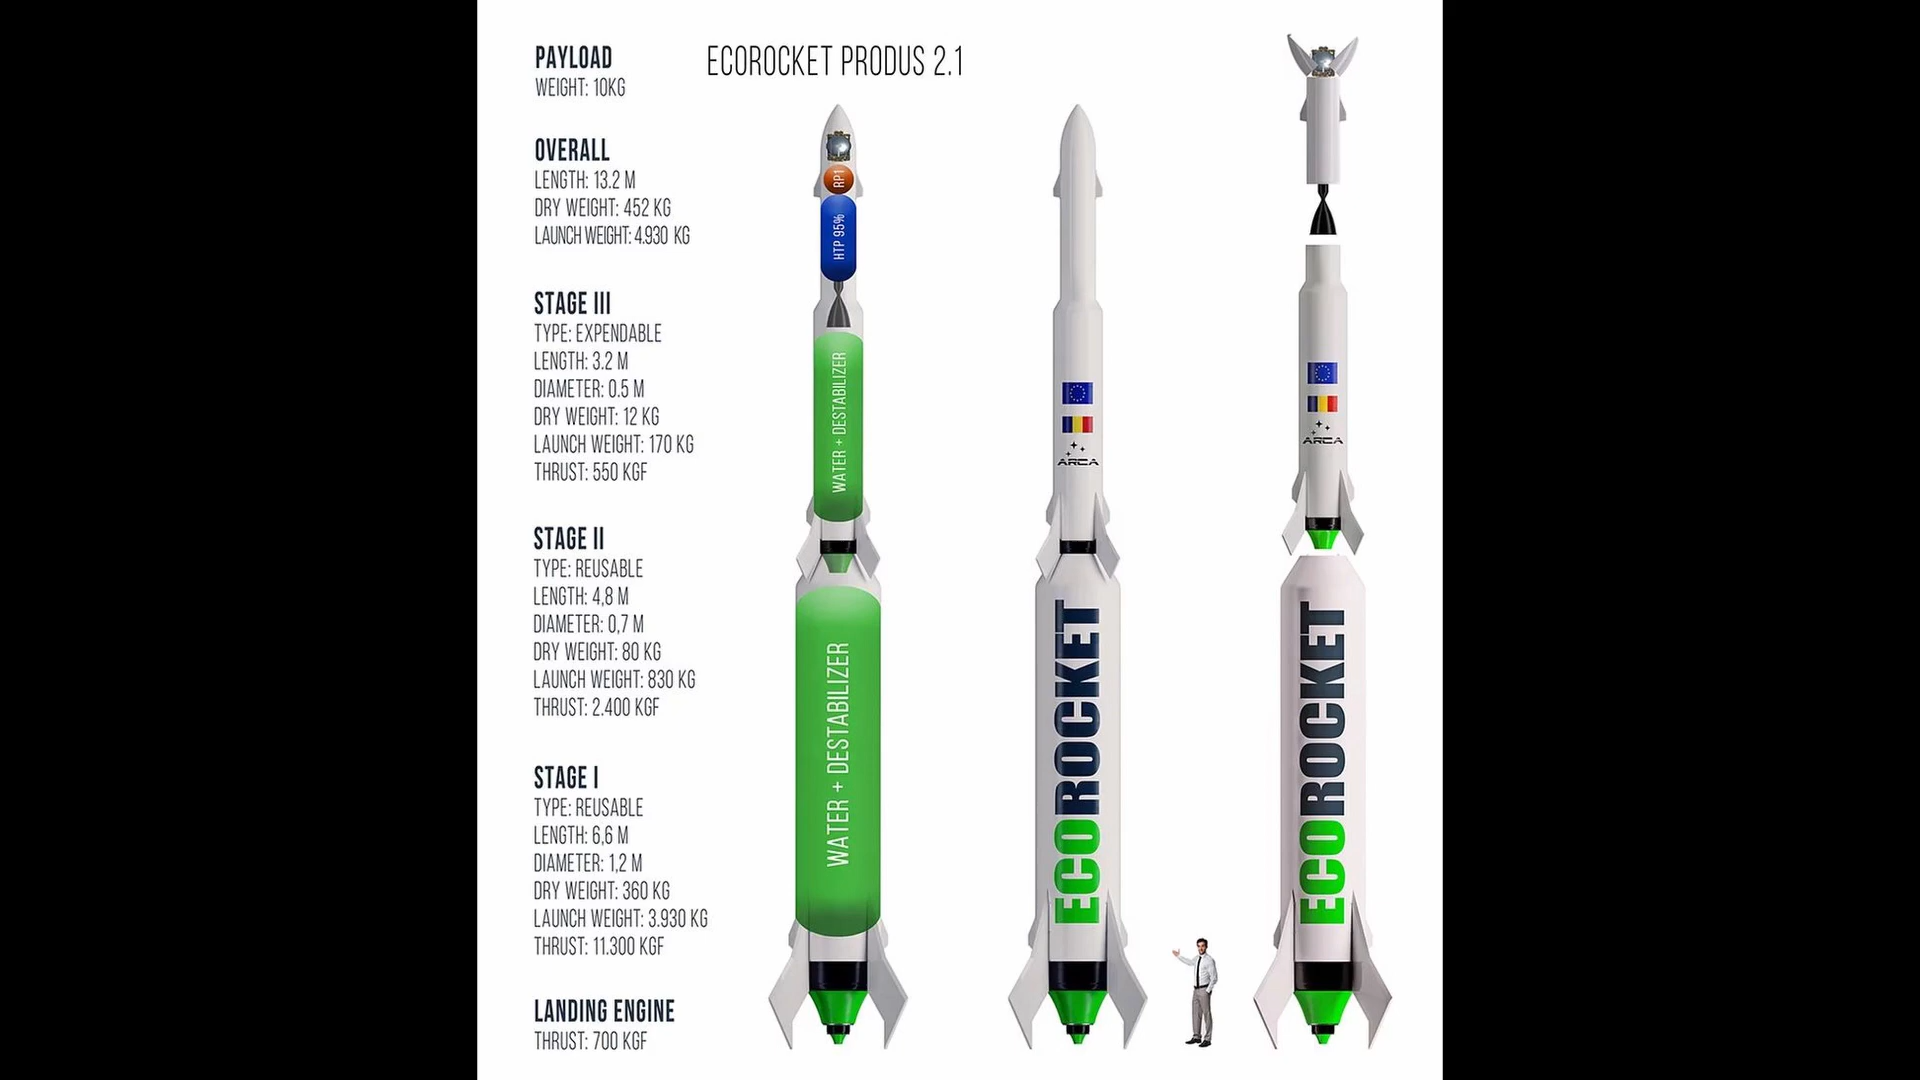 ECOROCKET PRODUS 2.1
PAYLOAD
WEIGHT: 10KG
OVERALL
LENGTH: 13.2 M
DRY WEIGHT: 452 KG
LAUNCH WEIGHT: 4.930 KG
STAGE III
TYPE: EXPENDABLE
LENGTH: 3.2 M
DIAMETER: 0.5 M
DRY WEIGHT: 12 KG
LAUNCH WEIGHT: 170 KG
THRUST: 550 KGF
STAGE II
TYPE: REUSABLE
LENGTH: 4,8 M
DIAMETER: 0,7 M
DRY WEIGHT: 80 KG
LAUNCH WEIGHT: 830 KG
THRUST: 2.400 KGF
STAGE I
TYPE: REUSABLE
LENGTH: 6,6 M
DIAMETER: 1,2 M
DRY WEIGHT: 360 KG
LAUNCH WEIGHT: 3.930 KG
THRUST: 11.300 KGF
LANDING ENGINE
THRUST: 700 KGF
RP1
HTP 95%
WATER + DESTABILIZER
WATER + DESTABILIZER
ARCA
ECOROCKET
ARCA
ECOROCKET